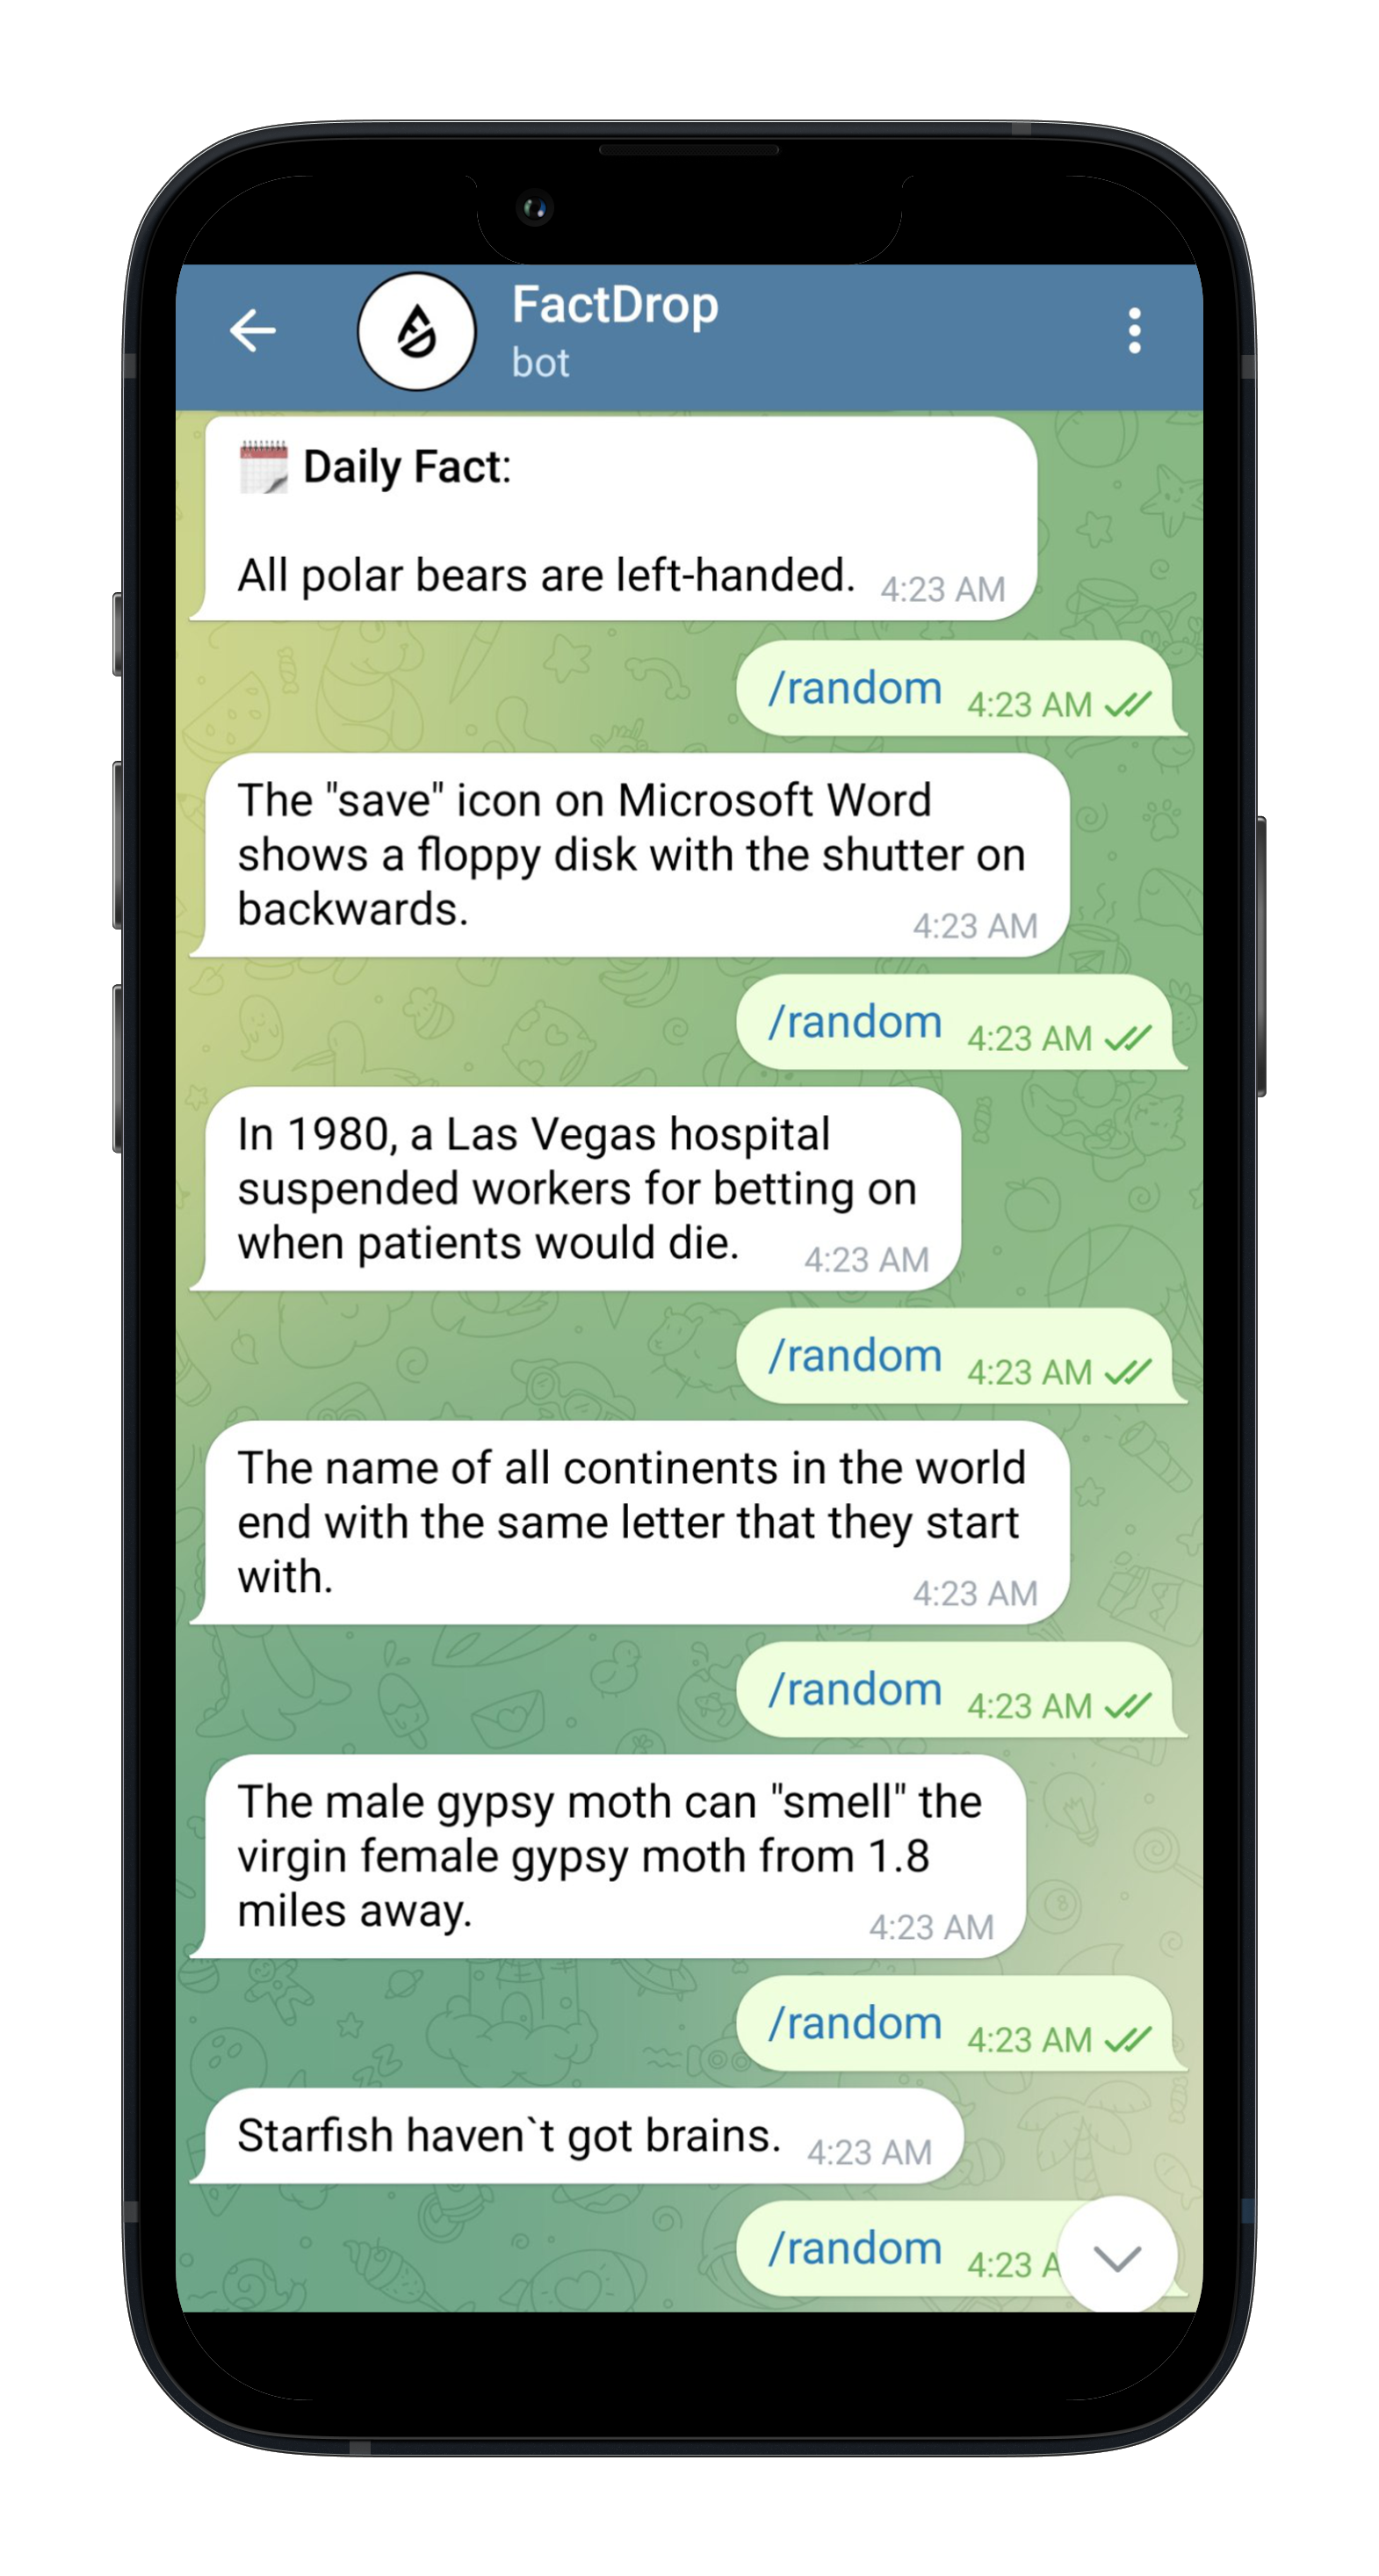 FactDrop
bot
Daily Fact:
All polar bears are left-handed. 4:23 AM
/random 4:23 AM
The "save" icon on Microsoft Word
shows a floppy disk with the shutter on
backwards. 4:23 AM
/random 4:23 AM
In 1980, a Las Vegas hospital
suspended workers for betting on
when patients would die. 4:23 AM
/random 4:23 AM
The name of all continents in the world
end with the same letter that they start
with. 4:23 AM
/random 4:23 AM
The male gypsy moth can "smell" the
virgin female gypsy moth from 1.8
miles away. 4:23 AM
/random 4:23 AM
Starfish haven`t got brains. 4:23 AM
/random 4:23 A